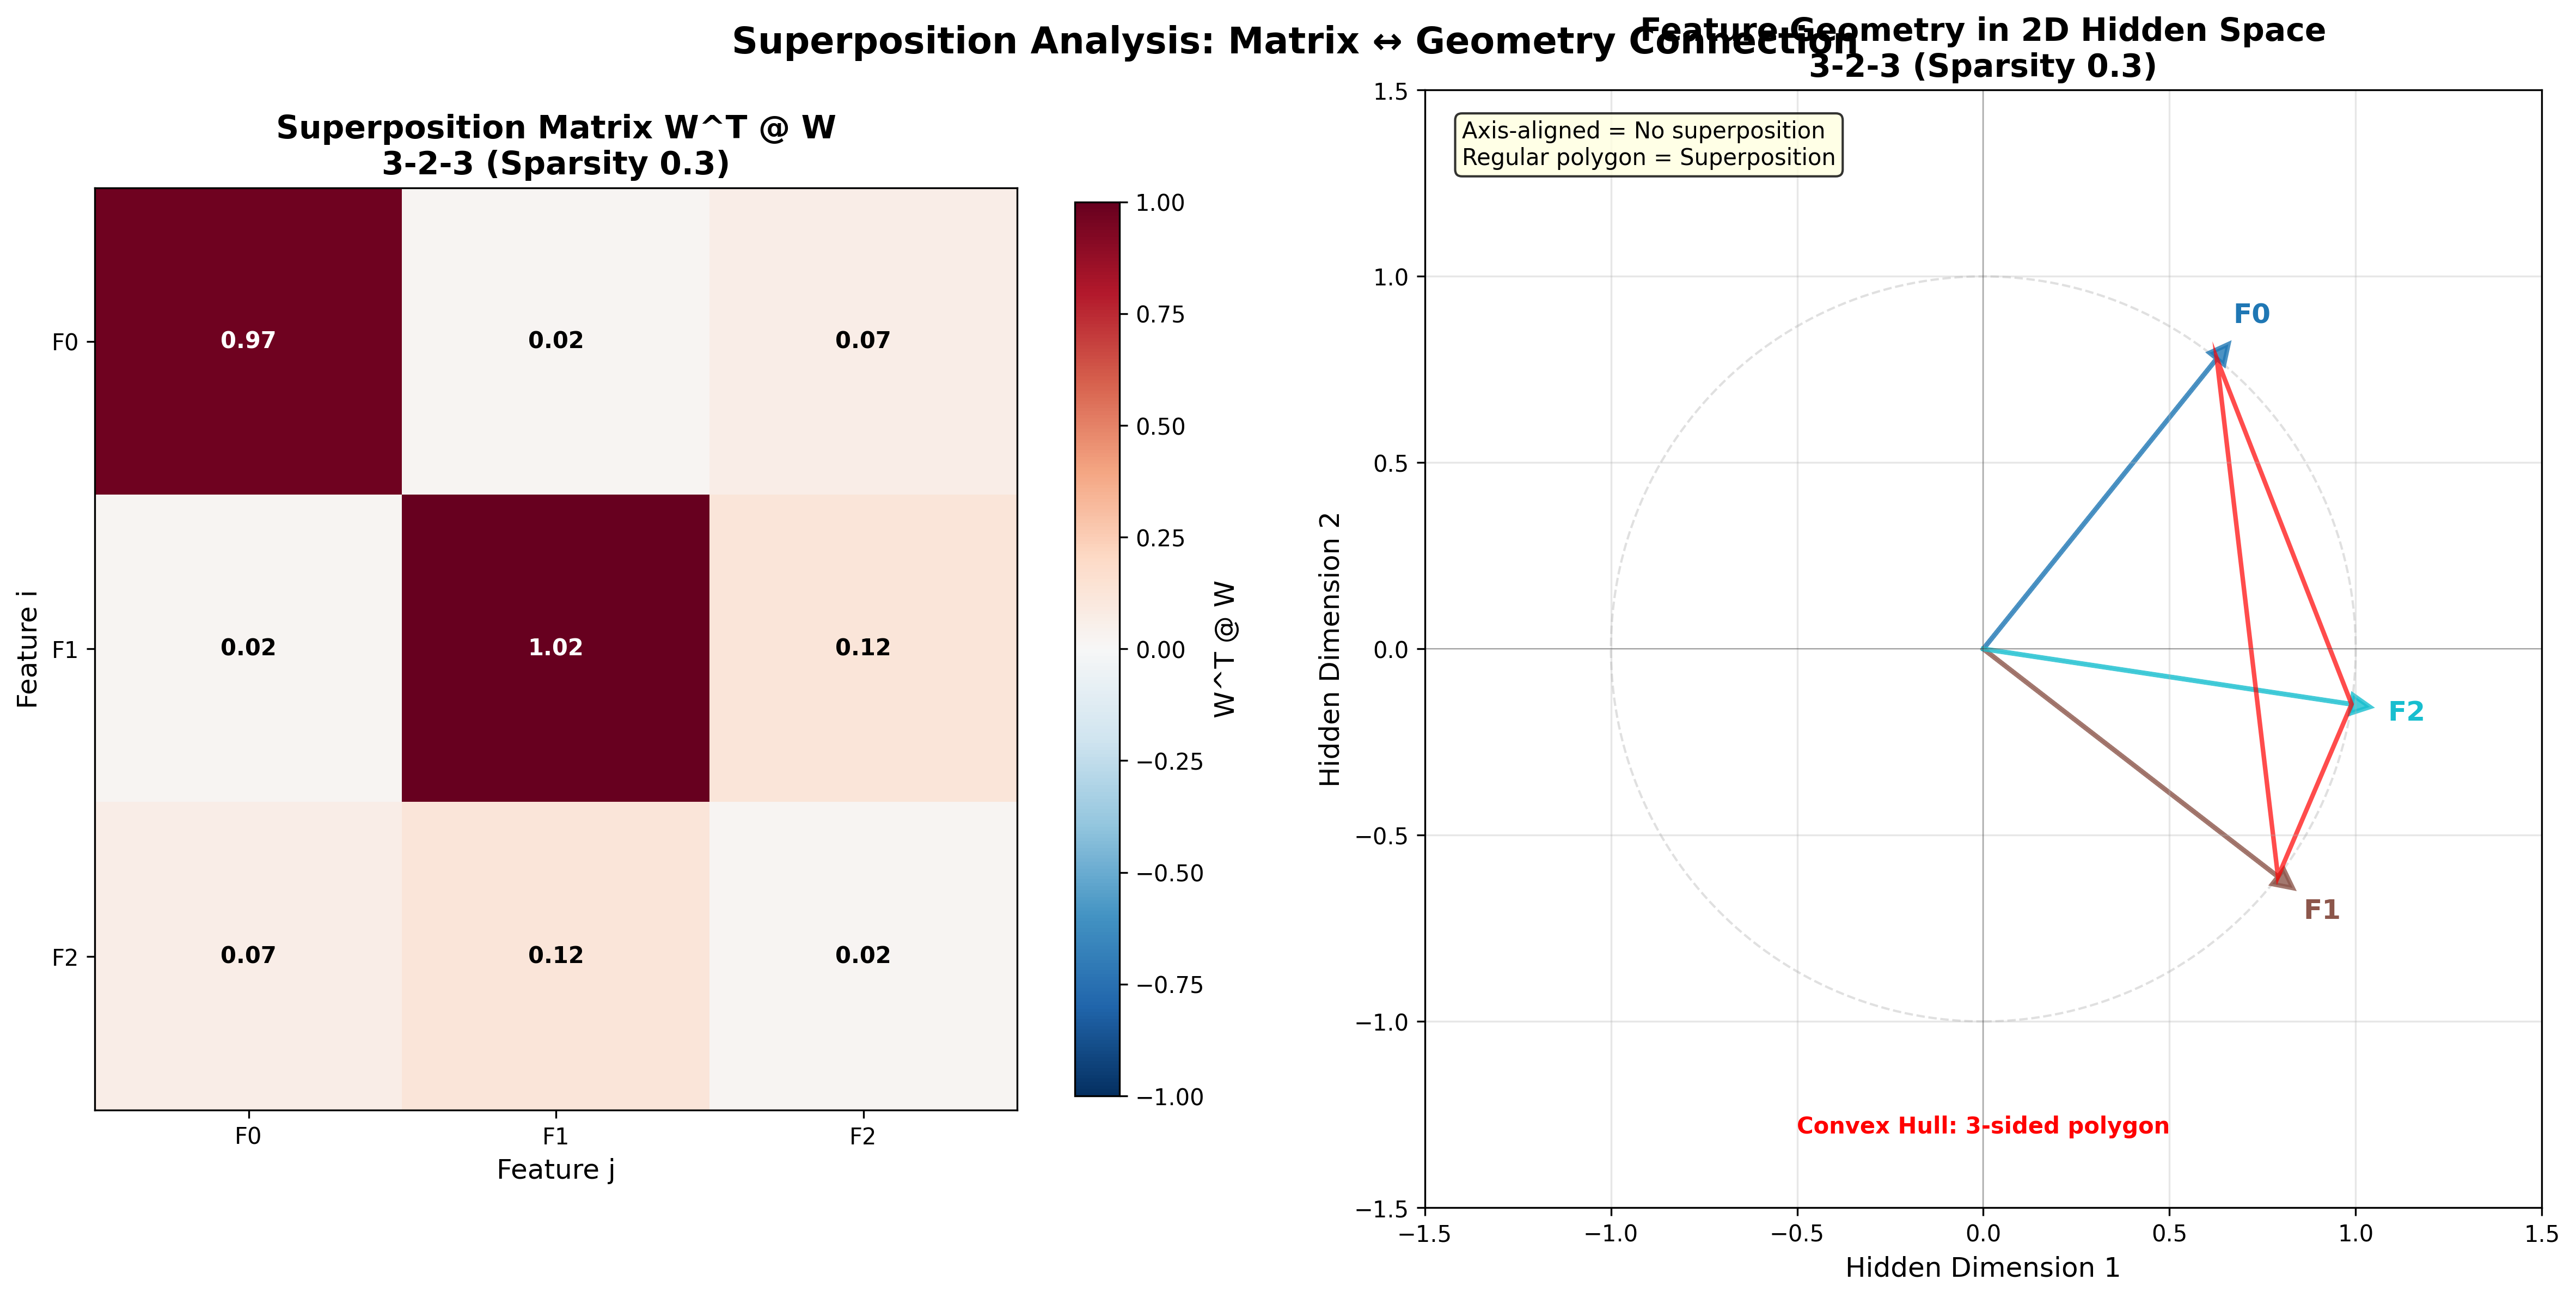 Superposition Analysis: Matrix ↔ Geometry Connection
Superposition Matrix W^T @ W
3-2-3 (Sparsity 0.3)
F0
F1
F2
Feature i
0.97 0.02 0.07
0.02 1.02 0.12
0.07 0.12 0.02
F0 F1 F2
Feature j
1.00
0.75
0.50
0.25
0.00
−0.25
−0.50
−0.75
−1.00
W^T @ W
Feature Geometry in 2D Hidden Space
3-2-3 (Sparsity 0.3)
Axis-aligned = No superposition
Regular polygon = Superposition
1.5
1.0
0.5
0.0
−0.5
−1.0
−1.5
Hidden Dimension 2
F0
F2
F1
Convex Hull: 3-sided polygon
−1.5 −1.0 −0.5 0.0 0.5 1.0 1.5
Hidden Dimension 1